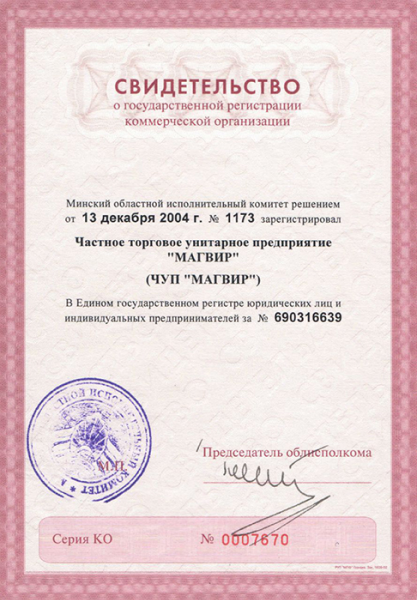 СВИДЕТЕЛЬСТВО
о государственной регистрации
коммерческой организации
Минский областной исполнительный комитет решением
от 13 декабря 2004 г. № 1173 зарегистрировал
Частное торговое унитарное предприятие
"МАГВИР"
(ЧУП "МАГВИР")
В Едином государственном регистре юридических лиц и
индивидуальных предпринимателей за № 690316639
Председатель облисполкома
М.П.
Серия КО № 0007670